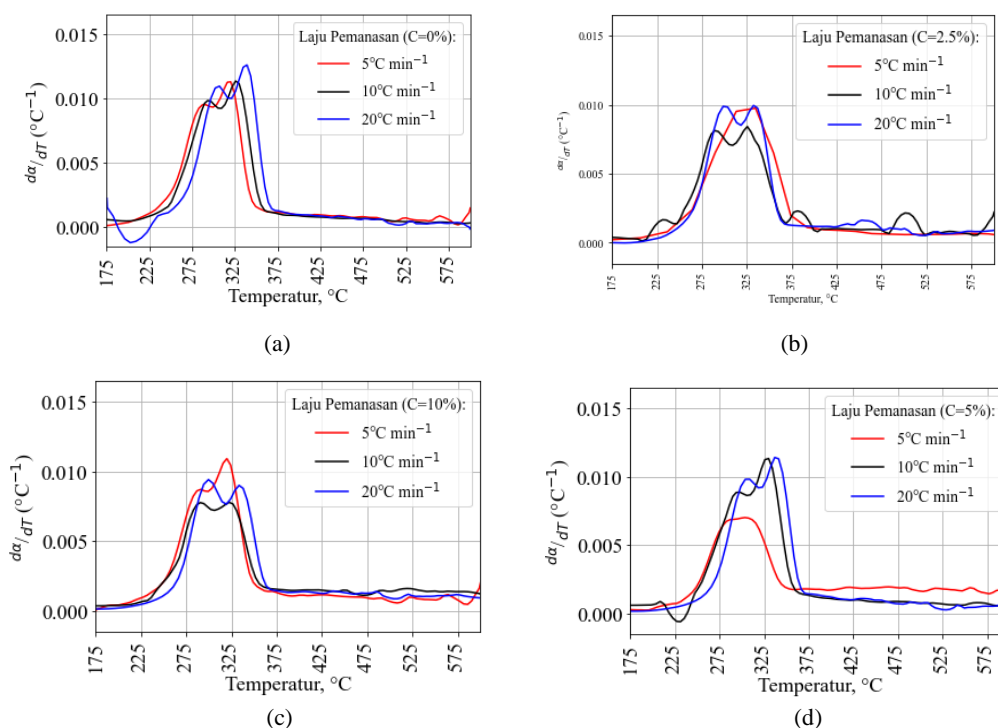 0.015
0.010
0.005
0.000
dα/dT (°C⁻¹)
Laju Pemanasan (C=0%):
5°C min⁻¹
10°C min⁻¹
20°C min⁻¹
175 225 275 325 375 425 475 525 575
Temperatur, °C
(a)
0.015
0.010
0.005
0.000
dα/dT (°C⁻¹)
Laju Pemanasan (C=2.5%):
5°C min⁻¹
10°C min⁻¹
20°C min⁻¹
175 225 275 325 375 425 475 525 575
Temperatur, °C
(b)
0.015
0.010
0.005
0.000
dα/dT (°C⁻¹)
Laju Pemanasan (C=10%):
5°C min⁻¹
10°C min⁻¹
20°C min⁻¹
175 225 275 325 375 425 475 525 575
Temperatur, °C
(c)
0.015
0.010
0.005
0.000
dα/dT (°C⁻¹)
Laju Pemanasan (C=5%):
5°C min⁻¹
10°C min⁻¹
20°C min⁻¹
175 225 275 325 375 425 475 525 575
Temperatur, °C
(d)